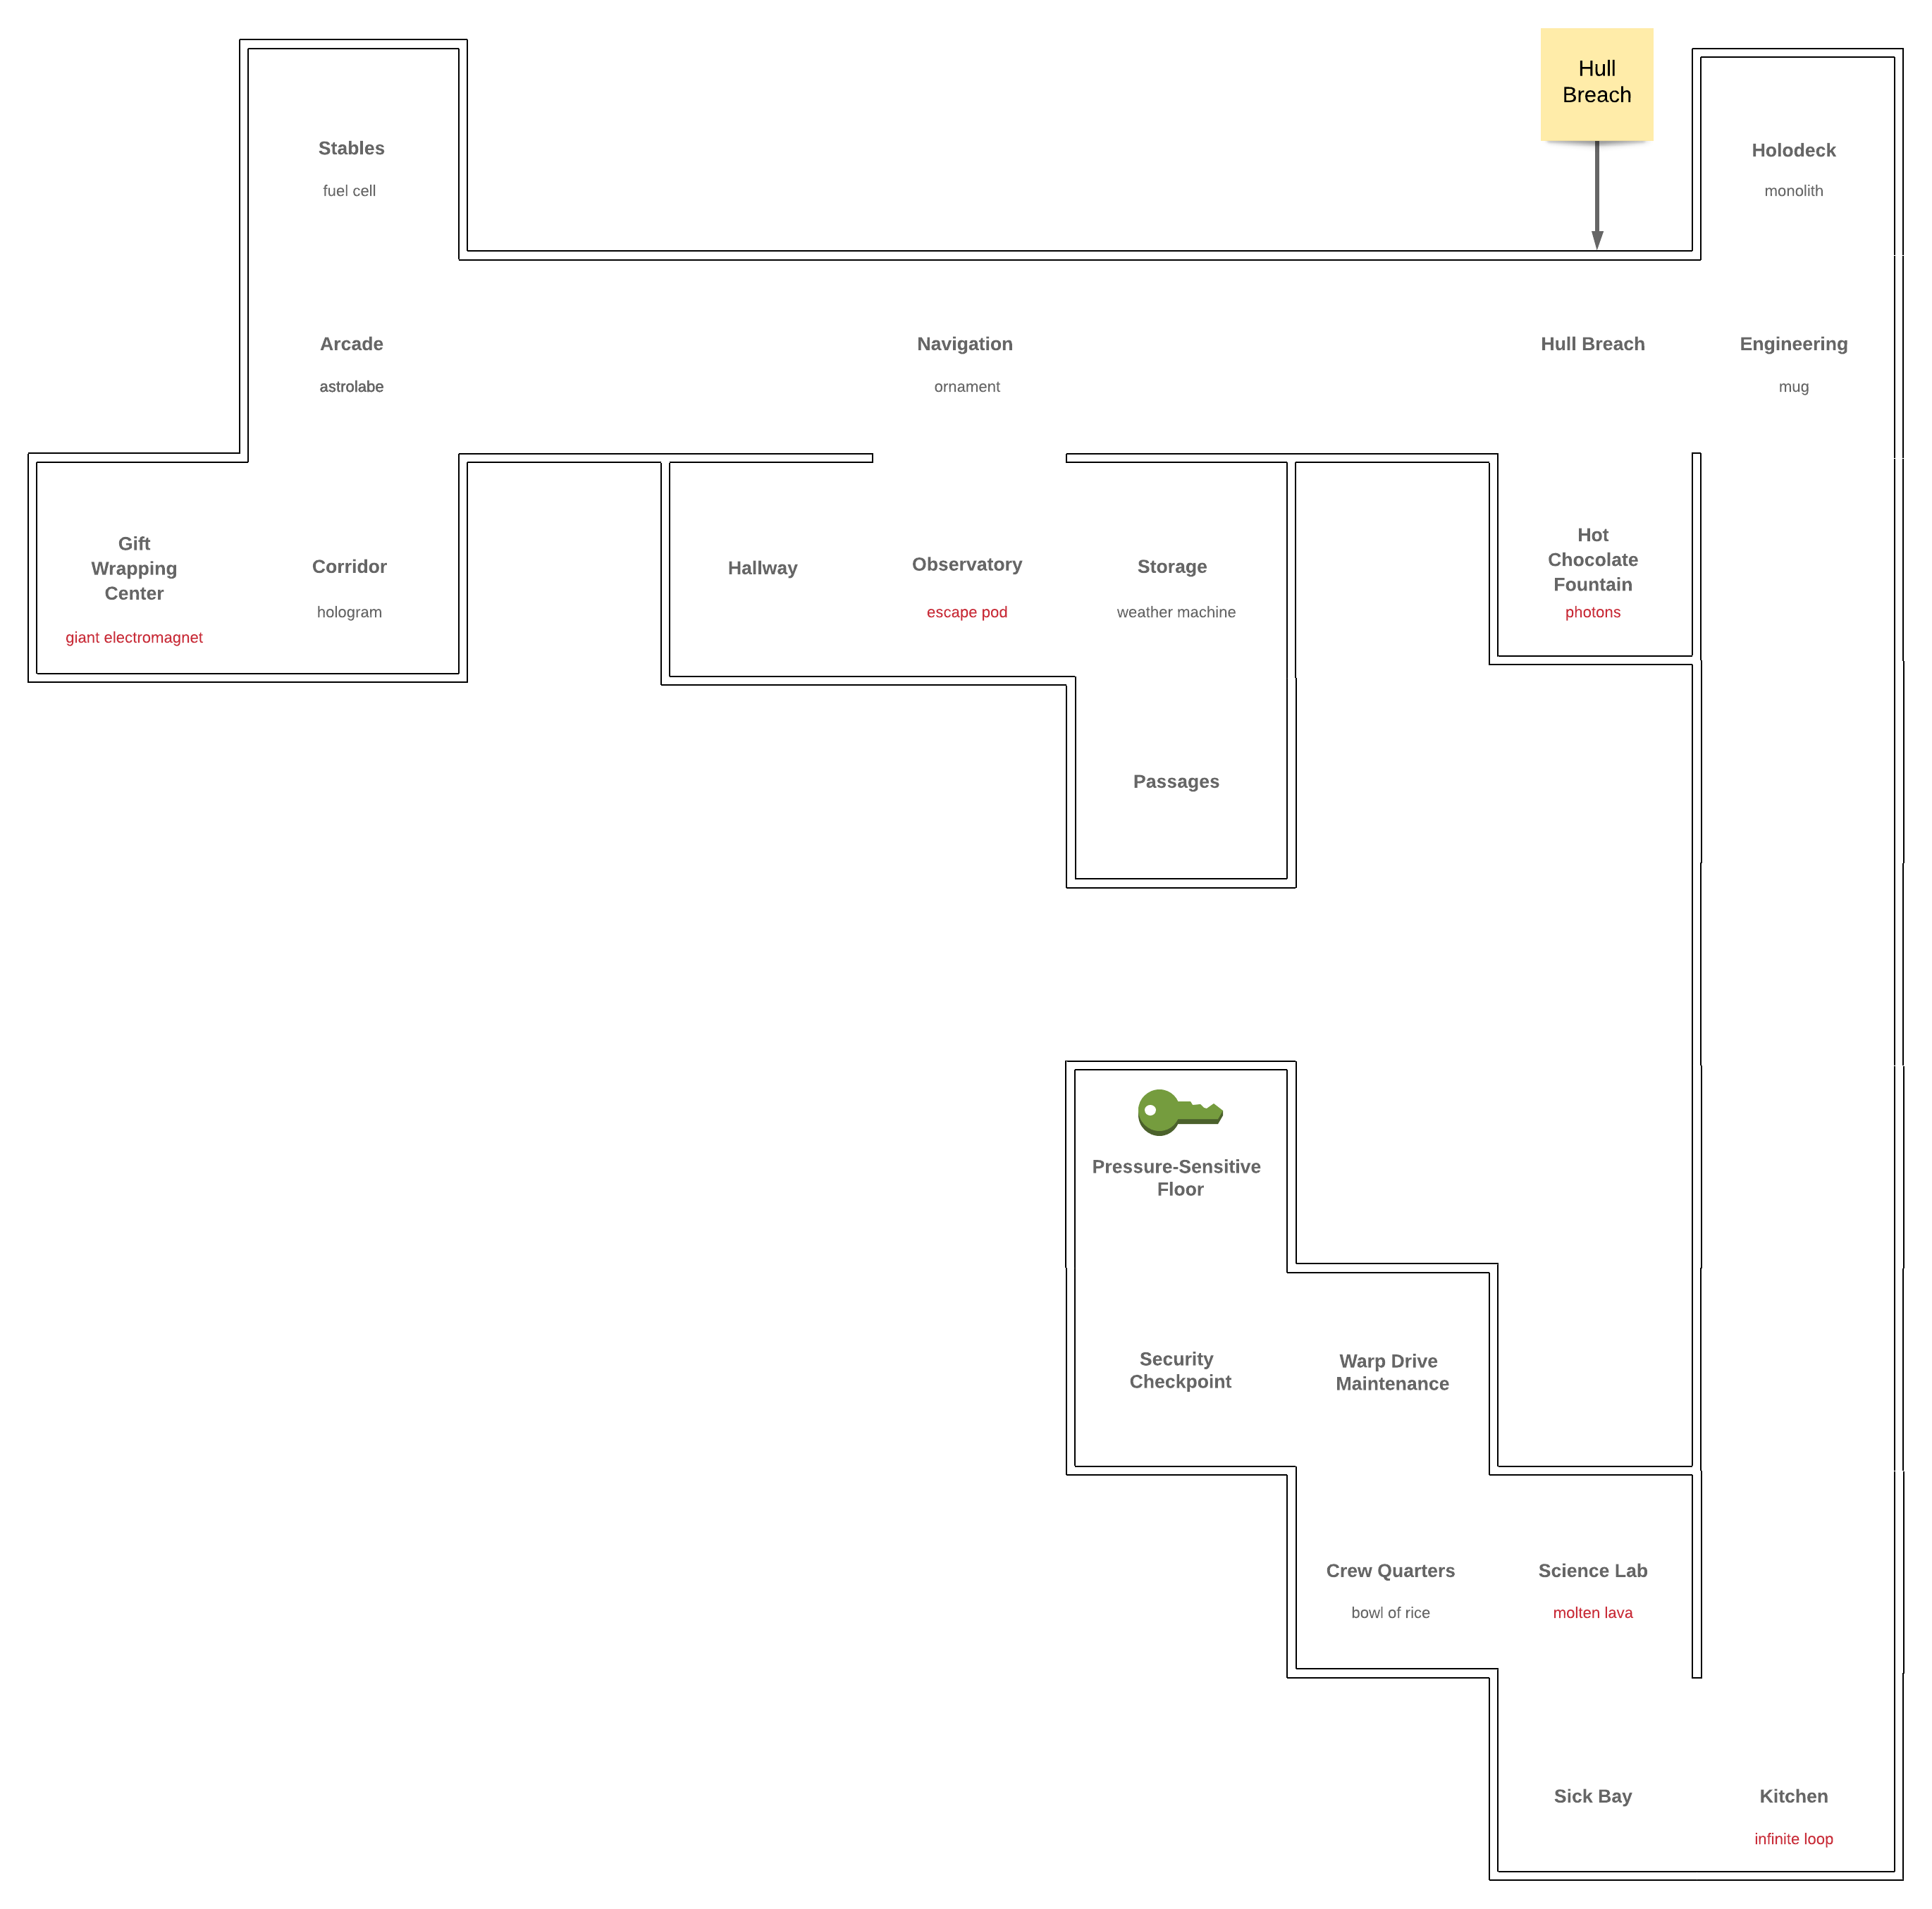 Hull
Breach
Stables
fuel cell
Holodeck
monolith
Arcade
astrolabe
Navigation
ornament
Hull Breach
Engineering
mug
Gift
Wrapping
Center
giant electromagnet
Corridor
hologram
Hallway
Observatory
escape pod
Storage
weather machine
Hot
Chocolate
Fountain
photons
Passages
Pressure-Sensitive
Floor
Security
Checkpoint
Warp Drive
Maintenance
Crew Quarters
bowl of rice
Science Lab
molten lava
Sick Bay
Kitchen
infinite loop